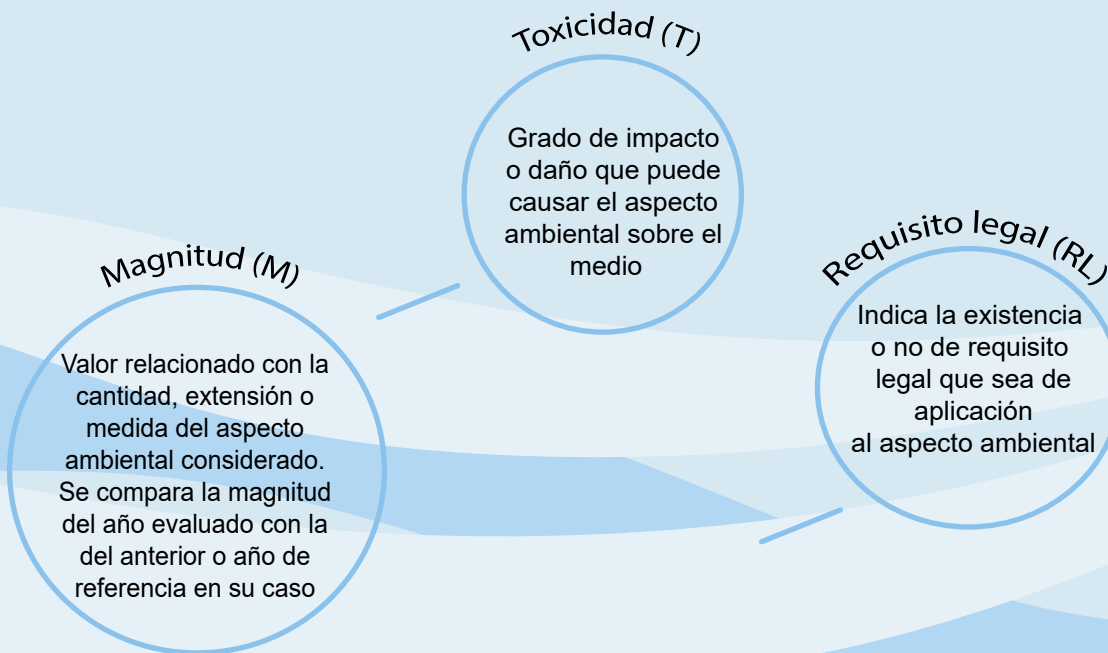 Toxicidad (T)
Grado de impacto
o daño que puede
causar el aspecto
ambiental sobre el
medio
Magnitud (M)
Valor relacionado con la
cantidad, extensión o
medida del aspecto
ambiental considerado.
Se compara la magnitud
del año evaluado con la
del anterior o año de
referencia en su caso
Requisito legal (RL)
Indica la existencia
o no de requisito
legal que sea de
aplicación
al aspecto ambiental